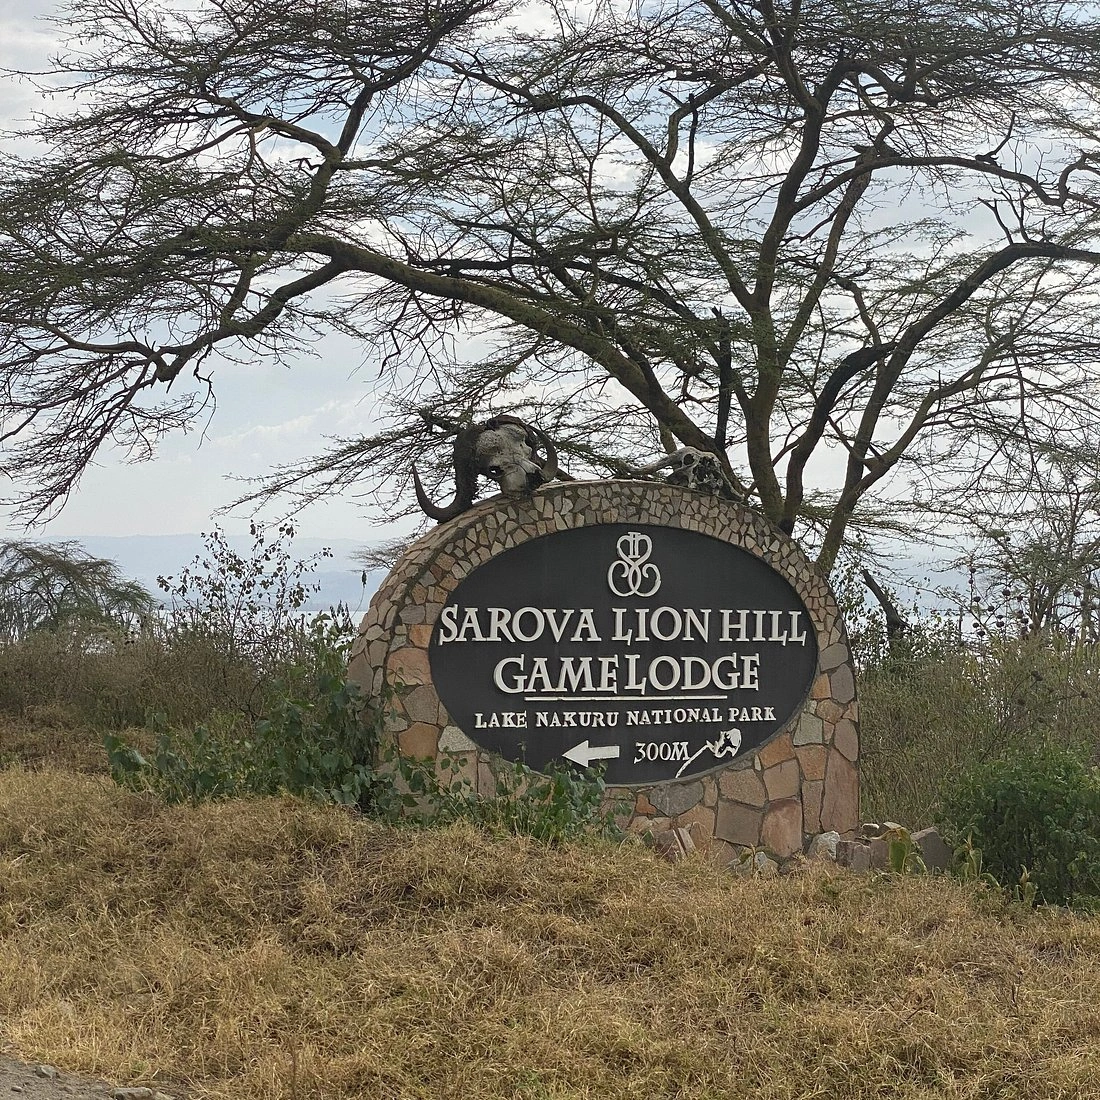 SAROVA LION HILL
GAME LODGE
LAKE NAKURU NATIONAL PARK
300M